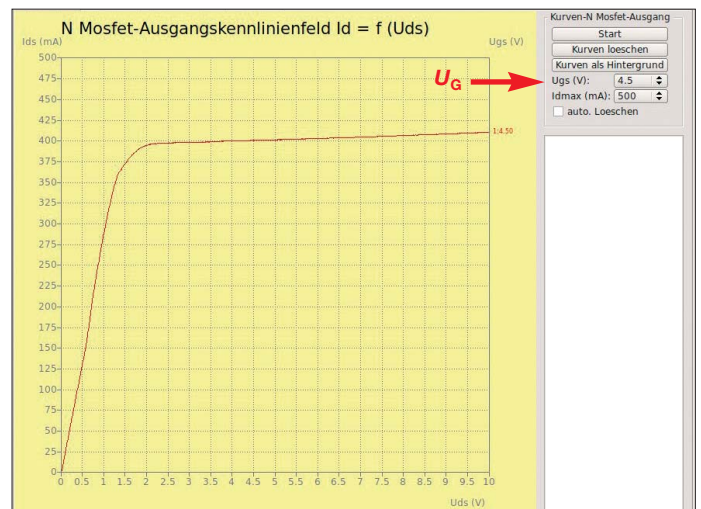 N Mosfet-Ausgangskennlinienfeld Id = f (Uds)
Ids (mA)
Ugs (V)
500
475
450
425
400
375
350
325
300
275
250
225
200
175
150
125
100
75
50
25
0
0 0.5 1 1.5 2 2.5 3 3.5 4 4.5 5 5.5 6 6.5 7 7.5 8 8.5 9 9.5 10
Uds (V)
1:4.50
UG
Kurven-N Mosfet-Ausgang
Start
Kurven loeschen
Kurven als Hintergrund
Ugs (V): 4.5
Idmax (mA): 500
auto. Loeschen